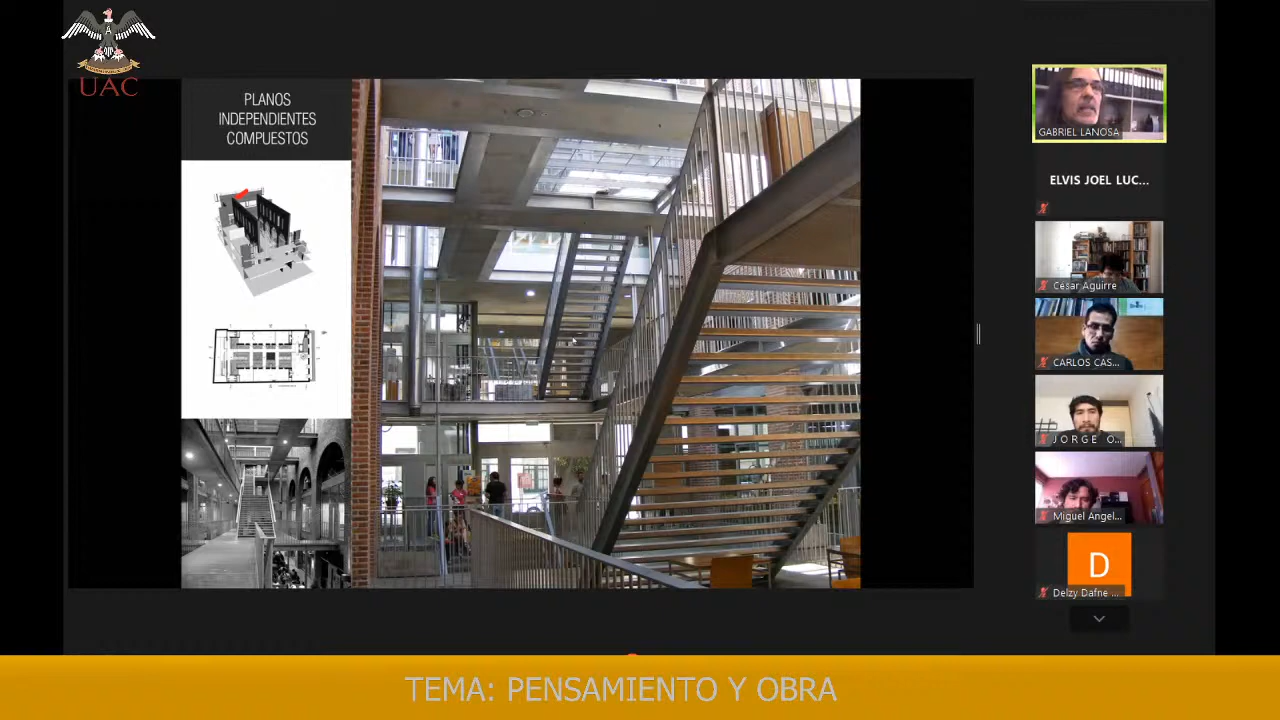 UAC
PLANOS
INDEPENDIENTES
COMPUESTOS
GABRIEL LANOSA
ELVIS JOEL LUC...
César Aguirre
CARLOS CAS...
J O R G E O...
Miguel Angel...
D
Delzy Dafne ...
TEMA: PENSAMIENTO Y OBRA